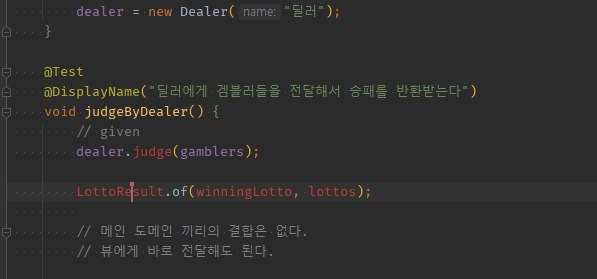 dealer = new Dealer( name: "딜러");
}
@Test
@DisplayName("딜러에게 겜블러들을 전달해서 승패를 반환받는다")
void judgeByDealer() {
// given
dealer.judge(gamblers);
LottoResult.of(winningLotto, lottos);
// 메인 도메인 끼리의 결합은 없다.
// 뷰에게 바로 전달해도 된다.